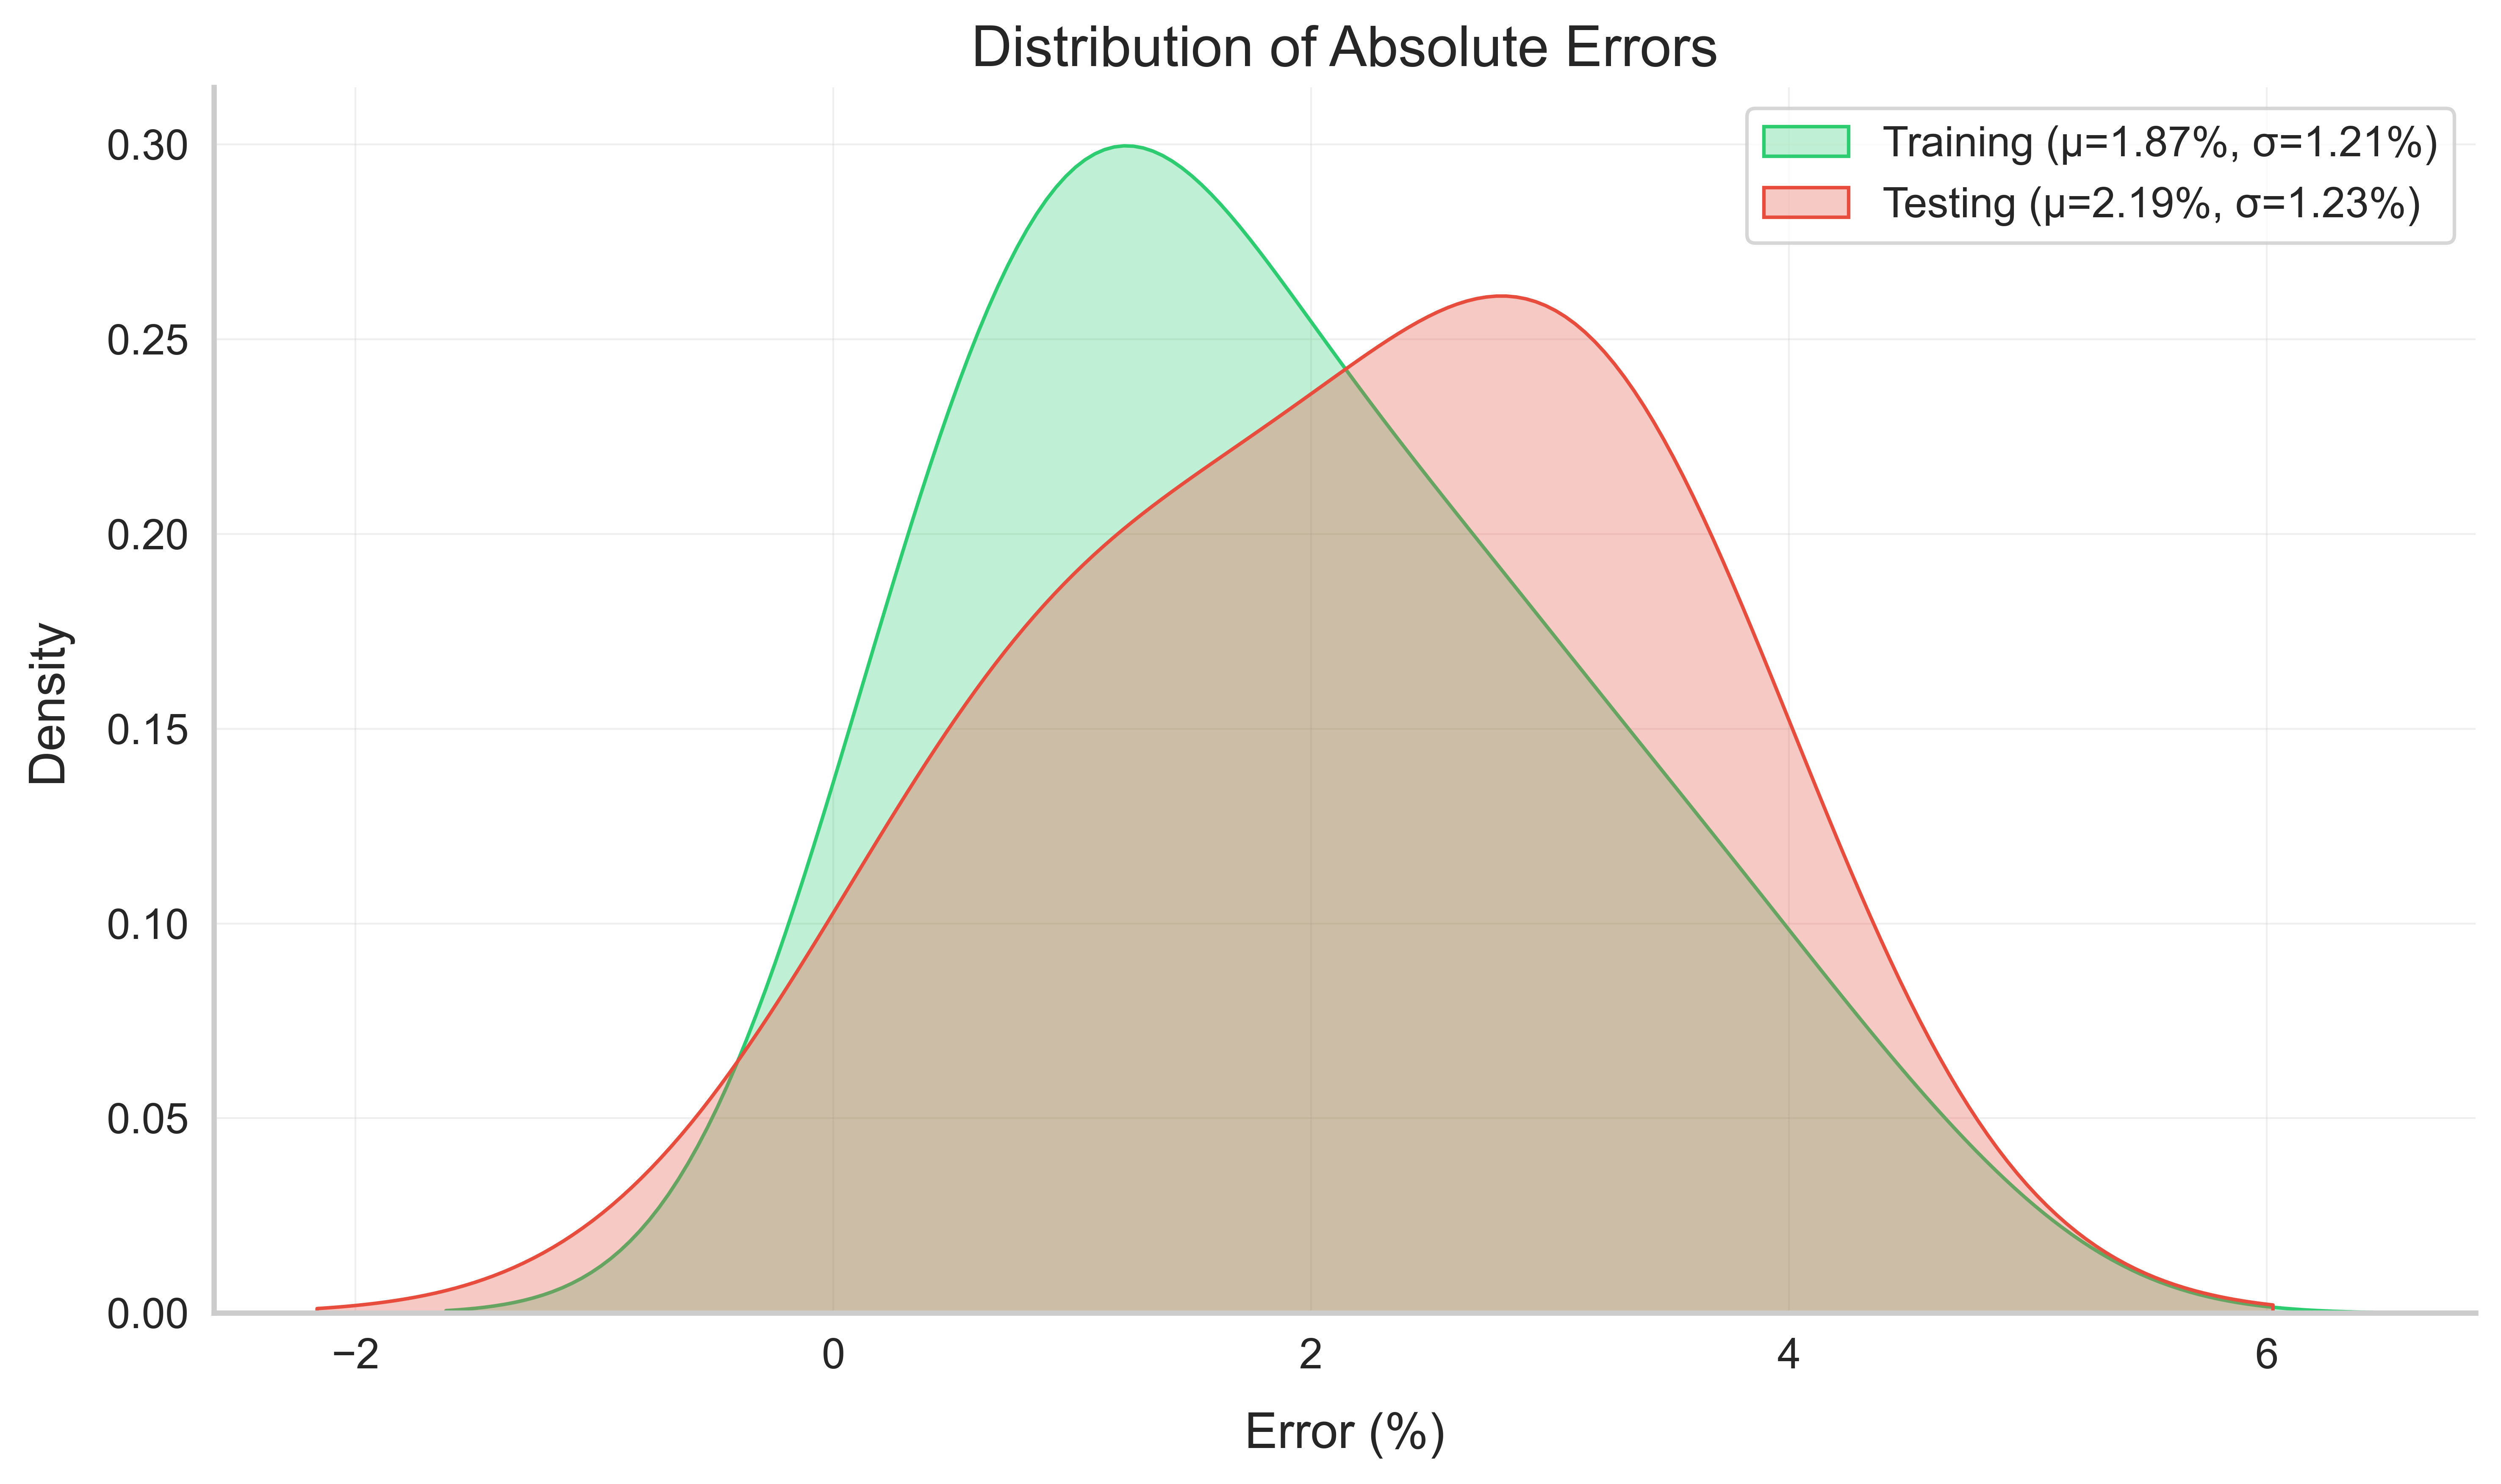 Distribution of Absolute Errors
Training (μ=1.87%, σ=1.21%)
Testing (μ=2.19%, σ=1.23%)
0.30
0.25
0.20
0.15
0.10
0.05
0.00
Density
−2 0 2 4 6
Error (%)